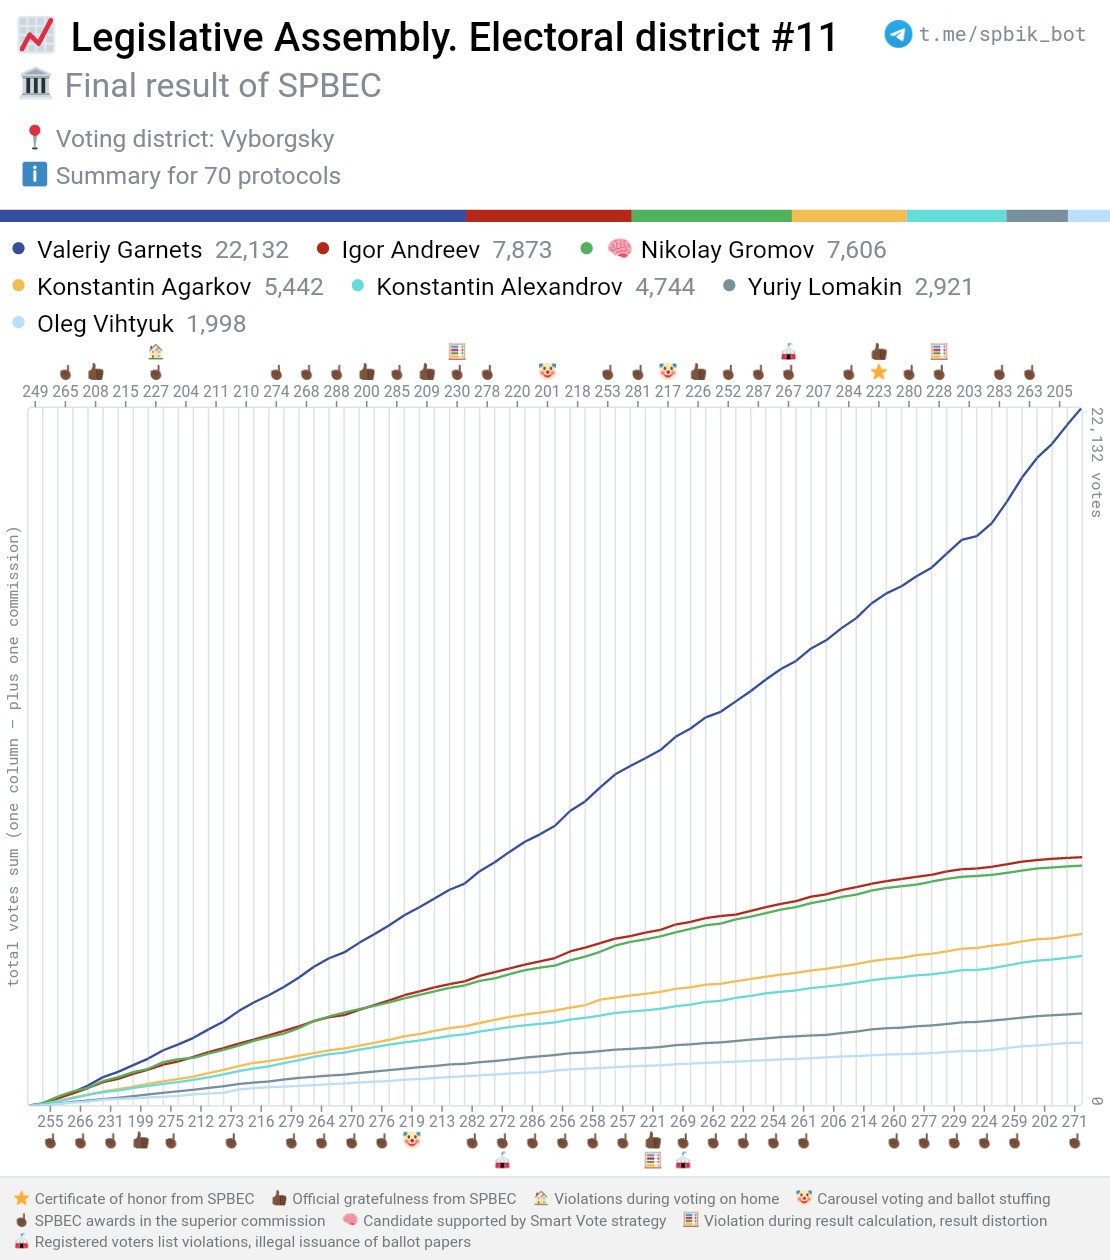 Legislative Assembly. Electoral district #11
t.me/spbik_bot
Final result of SPBEC
Voting district: Vyborgsky
Summary for 70 protocols
Valeriy Garnets 22,132 Igor Andreev 7,873 Nikolay Gromov 7,606
Konstantin Agarkov 5,442 Konstantin Alexandrov 4,744 Yuriy Lomakin 2,921
Oleg Vihtyuk 1,998
249 265 208 215 227 204 211 210 274 268 288 200 285 209 230 278 220 201 218 253 281 217 226 252 287 267 207 284 223 280 228 203 283 263 205
22,132 votes
total votes sum (one column – plus one commission)
0
255 266 231 199 275 212 273 216 279 264 270 276 219 213 282 272 286 256 258 257 221 269 262 222 254 261 206 214 260 277 229 224 259 202 271
Certificate of honor from SPBEC Official gratefulness from SPBEC Violations during voting on home Carousel voting and ballot stuffing
SPBEC awards in the superior commission Candidate supported by Smart Vote strategy Violation during result calculation, result distortion
Registered voters list violations, illegal issuance of ballot papers